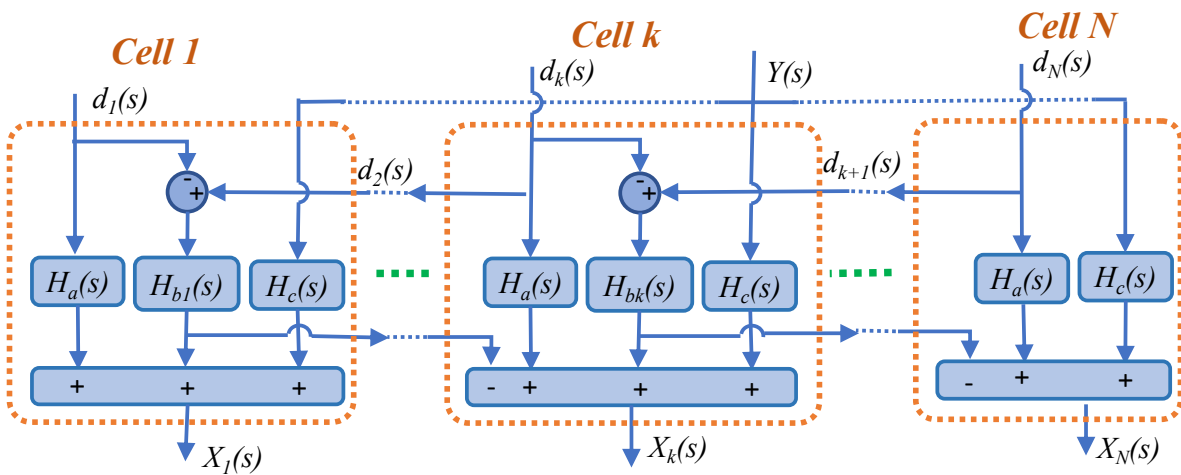 Cell 1
Cell k
Cell N
d1(s)
dk(s)
Y(s)
dN(s)
- +
d2(s)
- +
dk+1(s)
Ha(s)
Hb1(s)
Hc(s)
Ha(s)
Hbk(s)
Hc(s)
Ha(s)
Hc(s)
+ + +
- + + +
- + +
X1(s)
Xk(s)
XN(s)